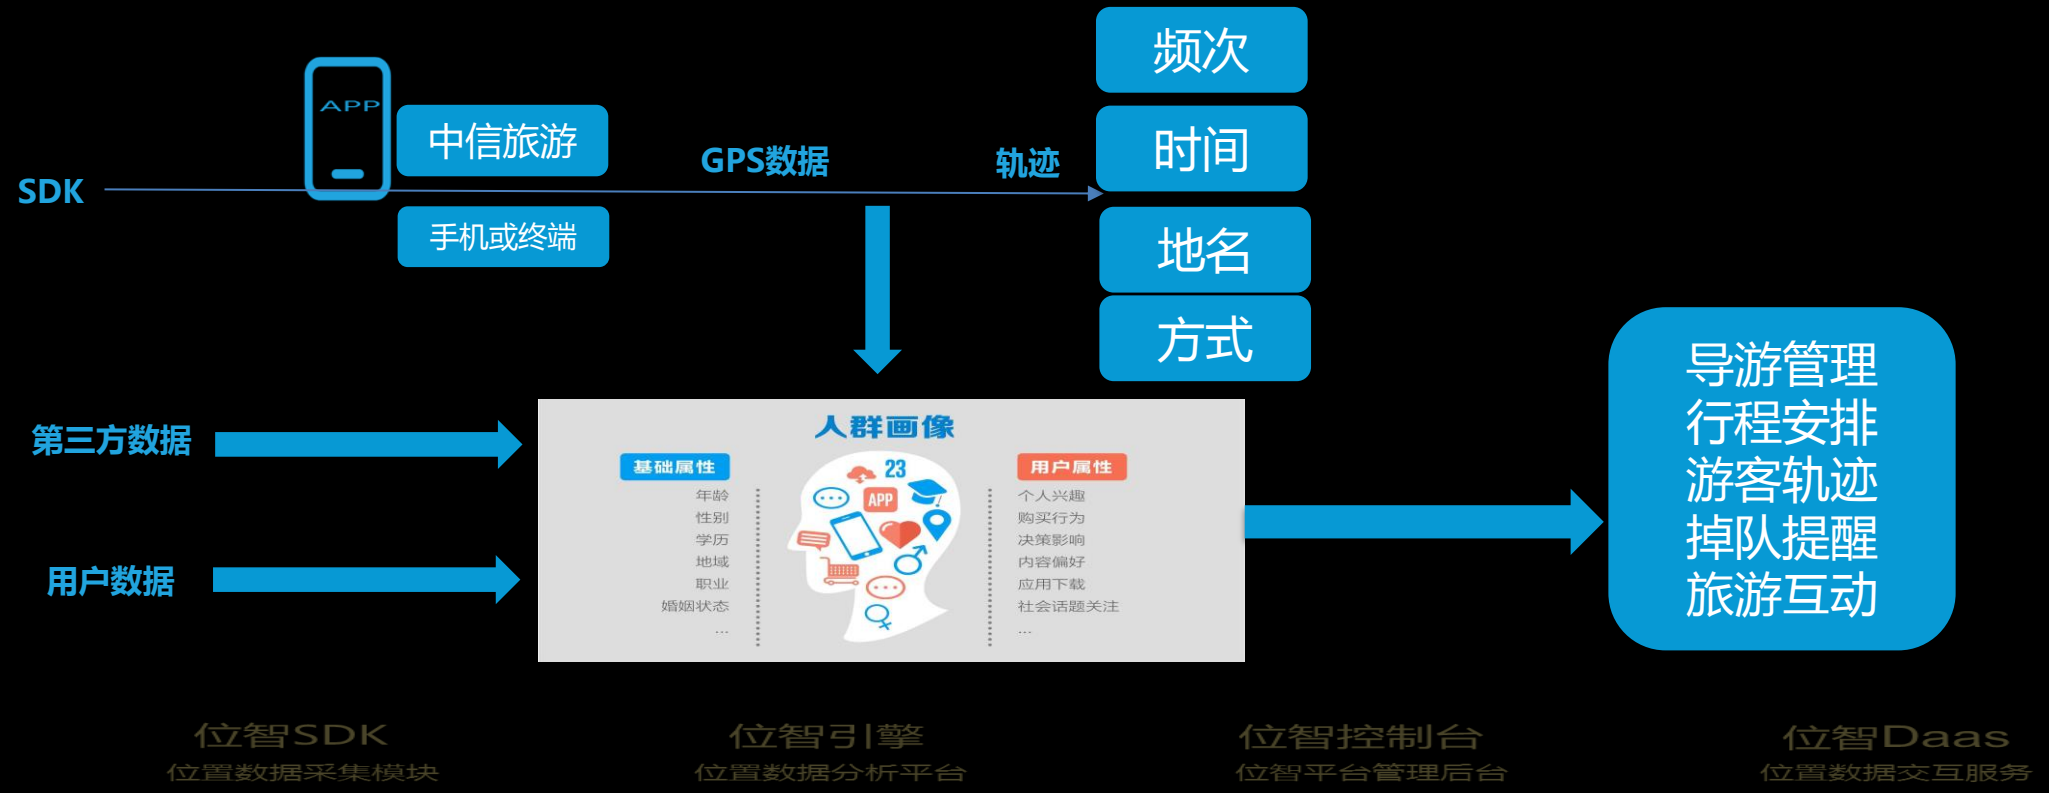 频次
APP
中信旅游
时间
GPS数据
轨迹
SDK
手机或终端
地名
方式
导游管理
行程安排
游客轨迹
掉队提醒
旅游互动
第三方数据
用户数据
人群画像
基础属性
年龄
性别
学历
地域
职业
婚姻状态
...
23
APP
用户属性
个人兴趣
购买行为
决策影响
内容偏好
应用下载
社会话题关注
...
位智SDK
位置数据采集模块
位智引擎
位置数据分析平台
位智控制台
位智平台管理后台
位智Daas
位置数据交互服务